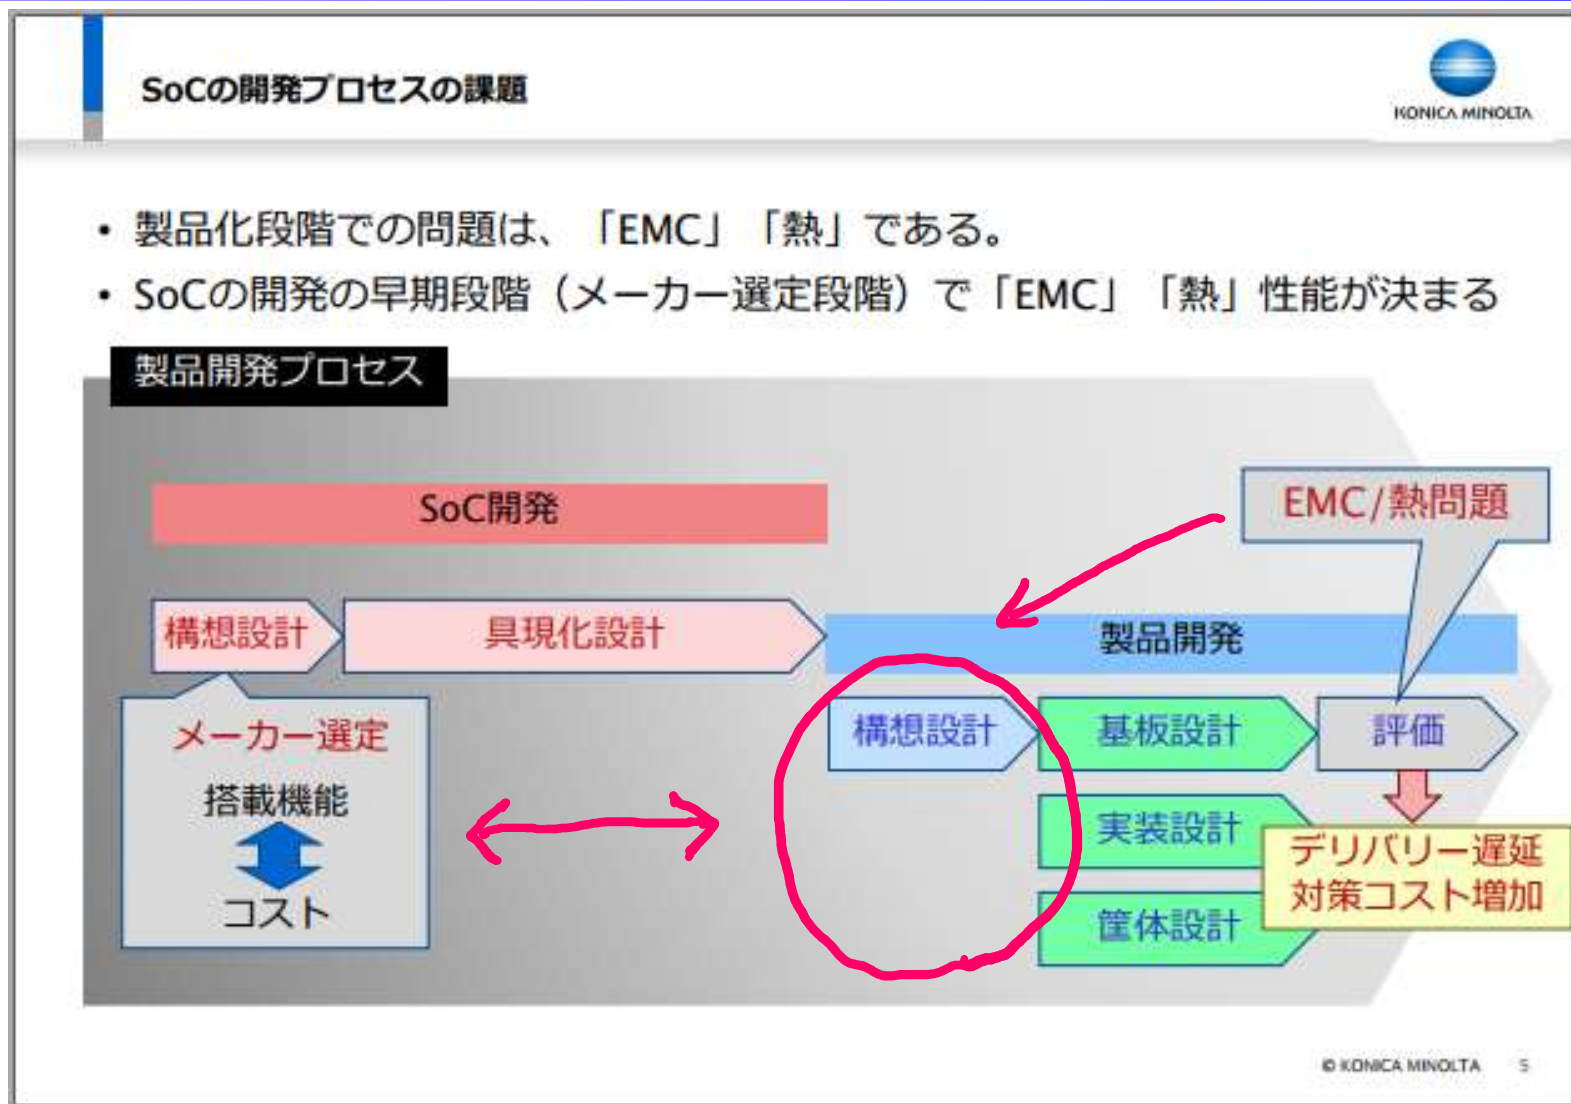 SoCの開発プロセスの課題
KONICA MINOLTA
• 製品化段階での問題は、「EMC」「熱」である。
• SoCの開発の早期段階（メーカー選定段階）で「EMC」「熱」性能が決まる
製品開発プロセス
SoC開発
EMC/熱問題
構想設計
具現化設計
製品開発
メーカー選定
搭載機能
コスト
構想設計
基板設計
評価
実装設計
筐体設計
デリバリー遅延
対策コスト増加
© KONICA MINOLTA 5